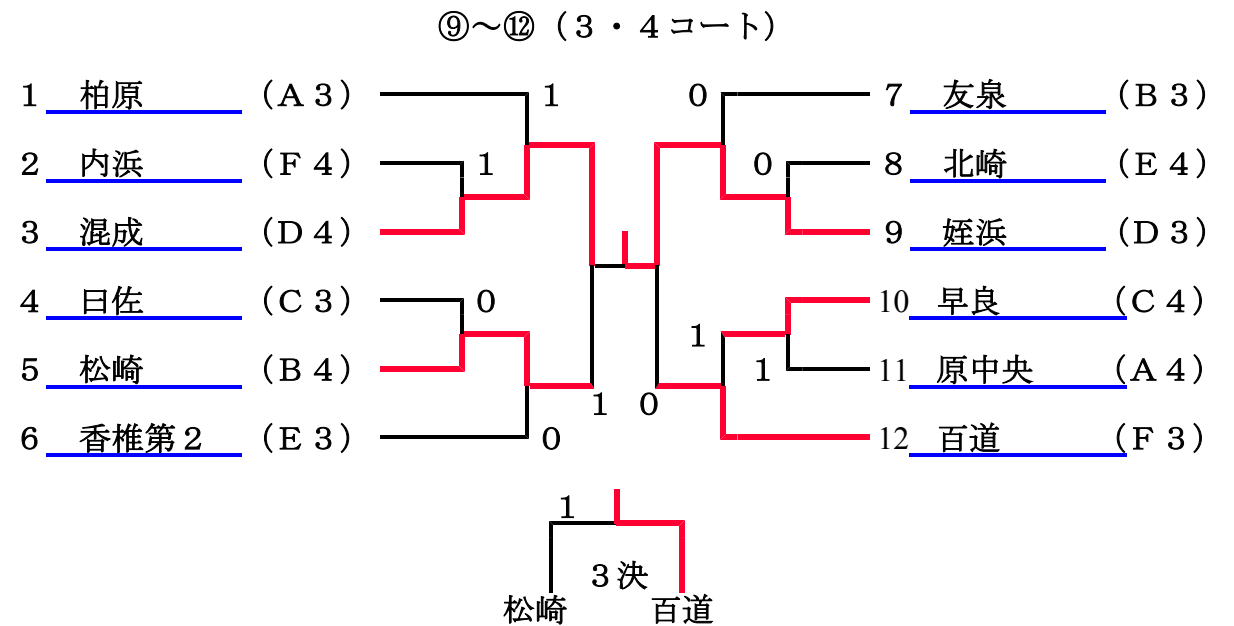 ⑨～⑫（３・４コート）
1 柏原 （A３） 1 0 7 友泉 （B３）
2 内浜 （F４） 1 0 8 北崎 （E４）
3 混成 （D４） 9 姪浜 （D３）
4 曰佐 （C３） 0 10 早良 （C４）
1
5 松崎 （B４） 1 11 原中央 （A４）
1 0
6 香椎第２ （E３） 0 12 百道 （F３）
1
３決
松崎 百道